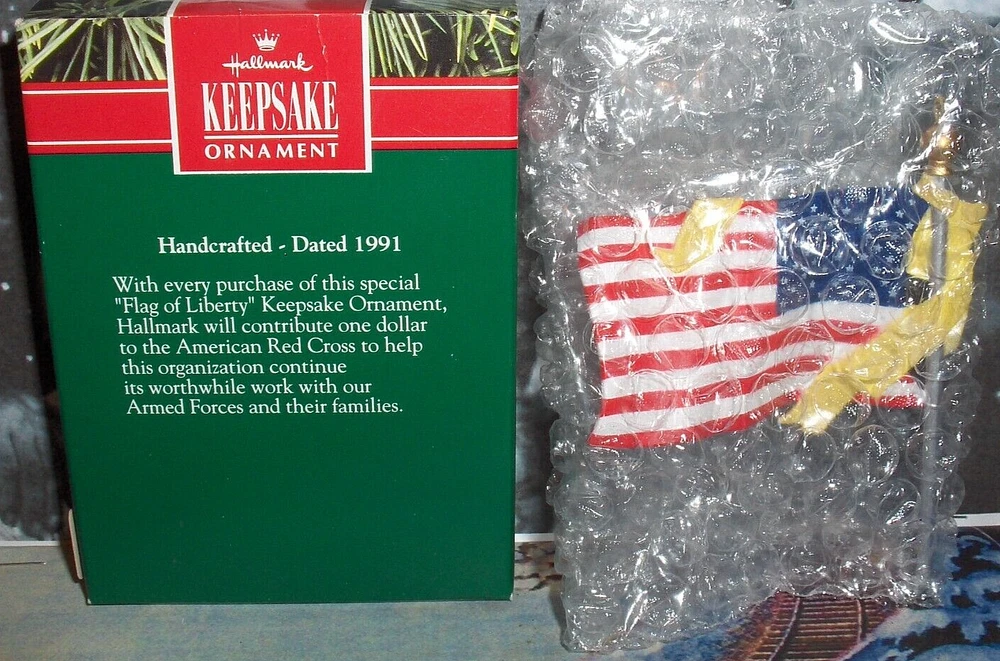 Hallmark
KEEPSAKE
ORNAMENT
Handcrafted - Dated 1991
With every purchase of this special
"Flag of Liberty" Keepsake Ornament,
Hallmark will contribute one dollar
to the American Red Cross to help
this organization continue
its worthwhile work with our
Armed Forces and their families.